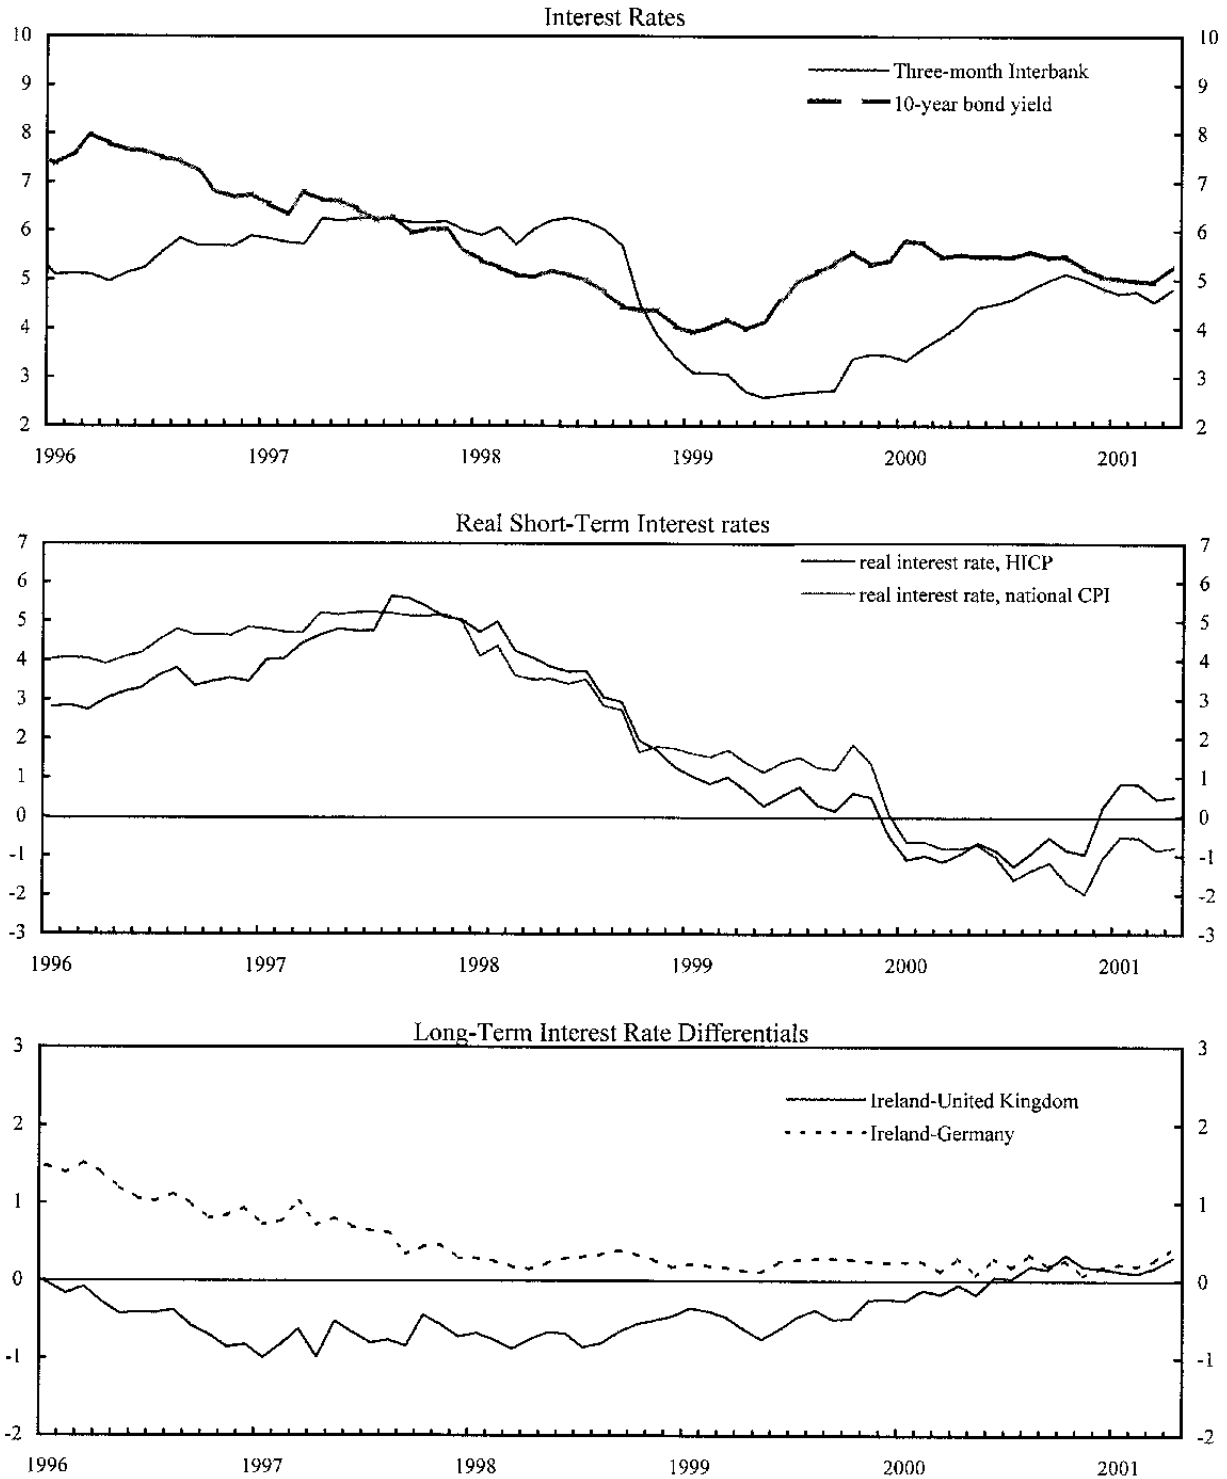 Interest Rates
10 10
Three-month Interbank
9 9
10-year bond yield
8 8
7 7
6 6
5 5
4 4
3 3
2 2
1996 1997 1998 1999 2000 2001
Real Short-Term Interest rates
7 7
real interest rate, HICP
6 6
real interest rate, national CPI
5 5
4 4
3 3
2 2
1 1
0 0
-1 -1
-2 -2
-3 -3
1996 1997 1998 1999 2000 2001
Long-Term Interest Rate Differentials
3 3
Ireland-United Kingdom
2 2
Ireland-Germany
1 1
0 0
-1 -1
-2 -2
1996 1997 1998 1999 2000 2001